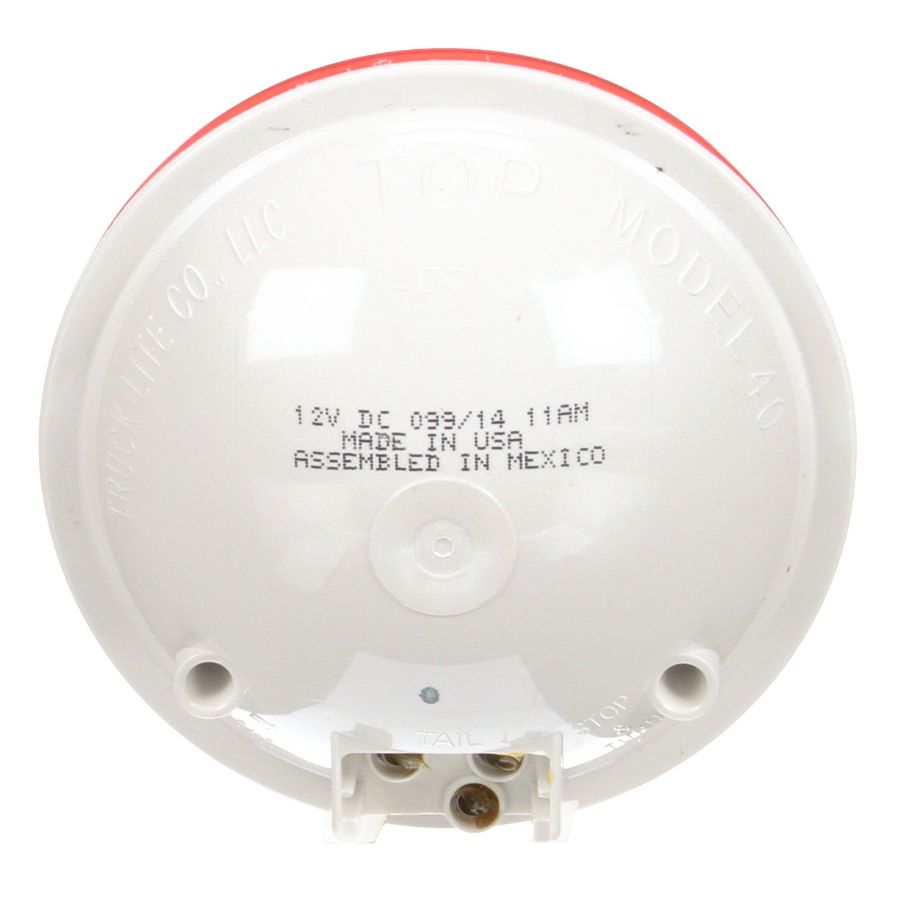 TOP
TRUCK-LITE CO., LLC
MODEL 40
PC
12V DC 099/14 11AM
MADE IN USA
ASSEMBLED IN MEXICO
TAIL
STOP
&